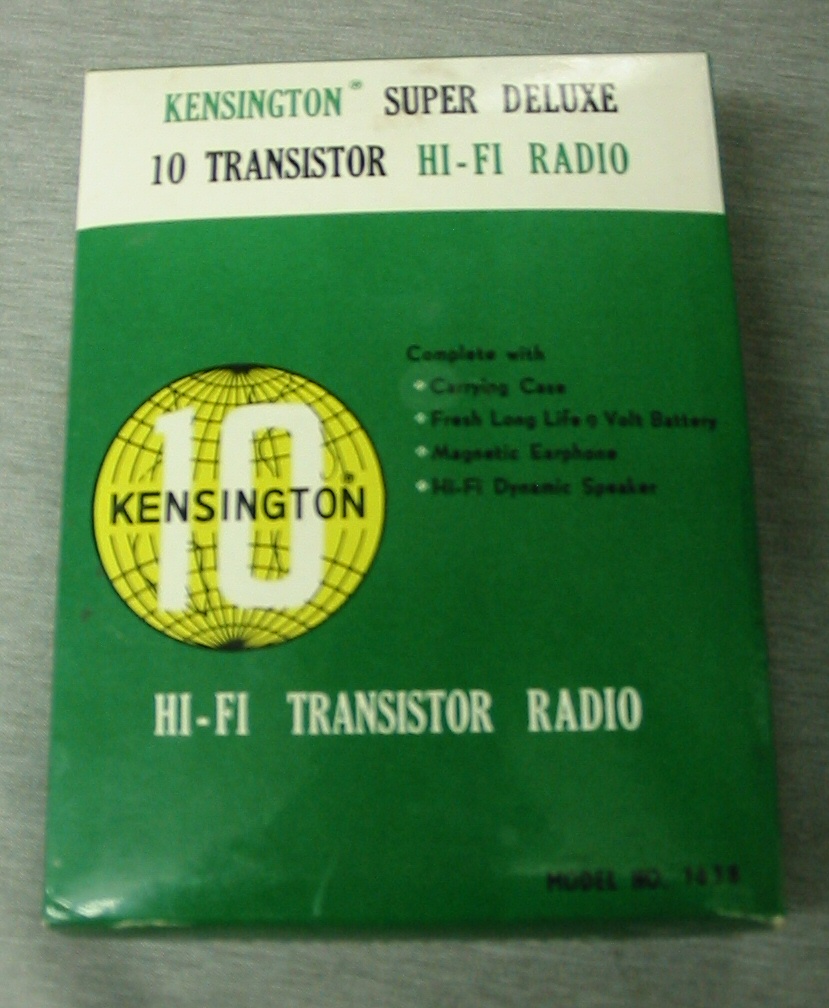 KENSINGTON® SUPER DELUXE
10 TRANSISTOR HI-FI RADIO
Complete with
• Carrying Case
• Fresh Long Life 9 Volt Battery
• Magnetic Earphone
• Hi-Fi Dynamic Speaker
10
KENSINGTON®
HI-FI TRANSISTOR RADIO
MODEL NO.